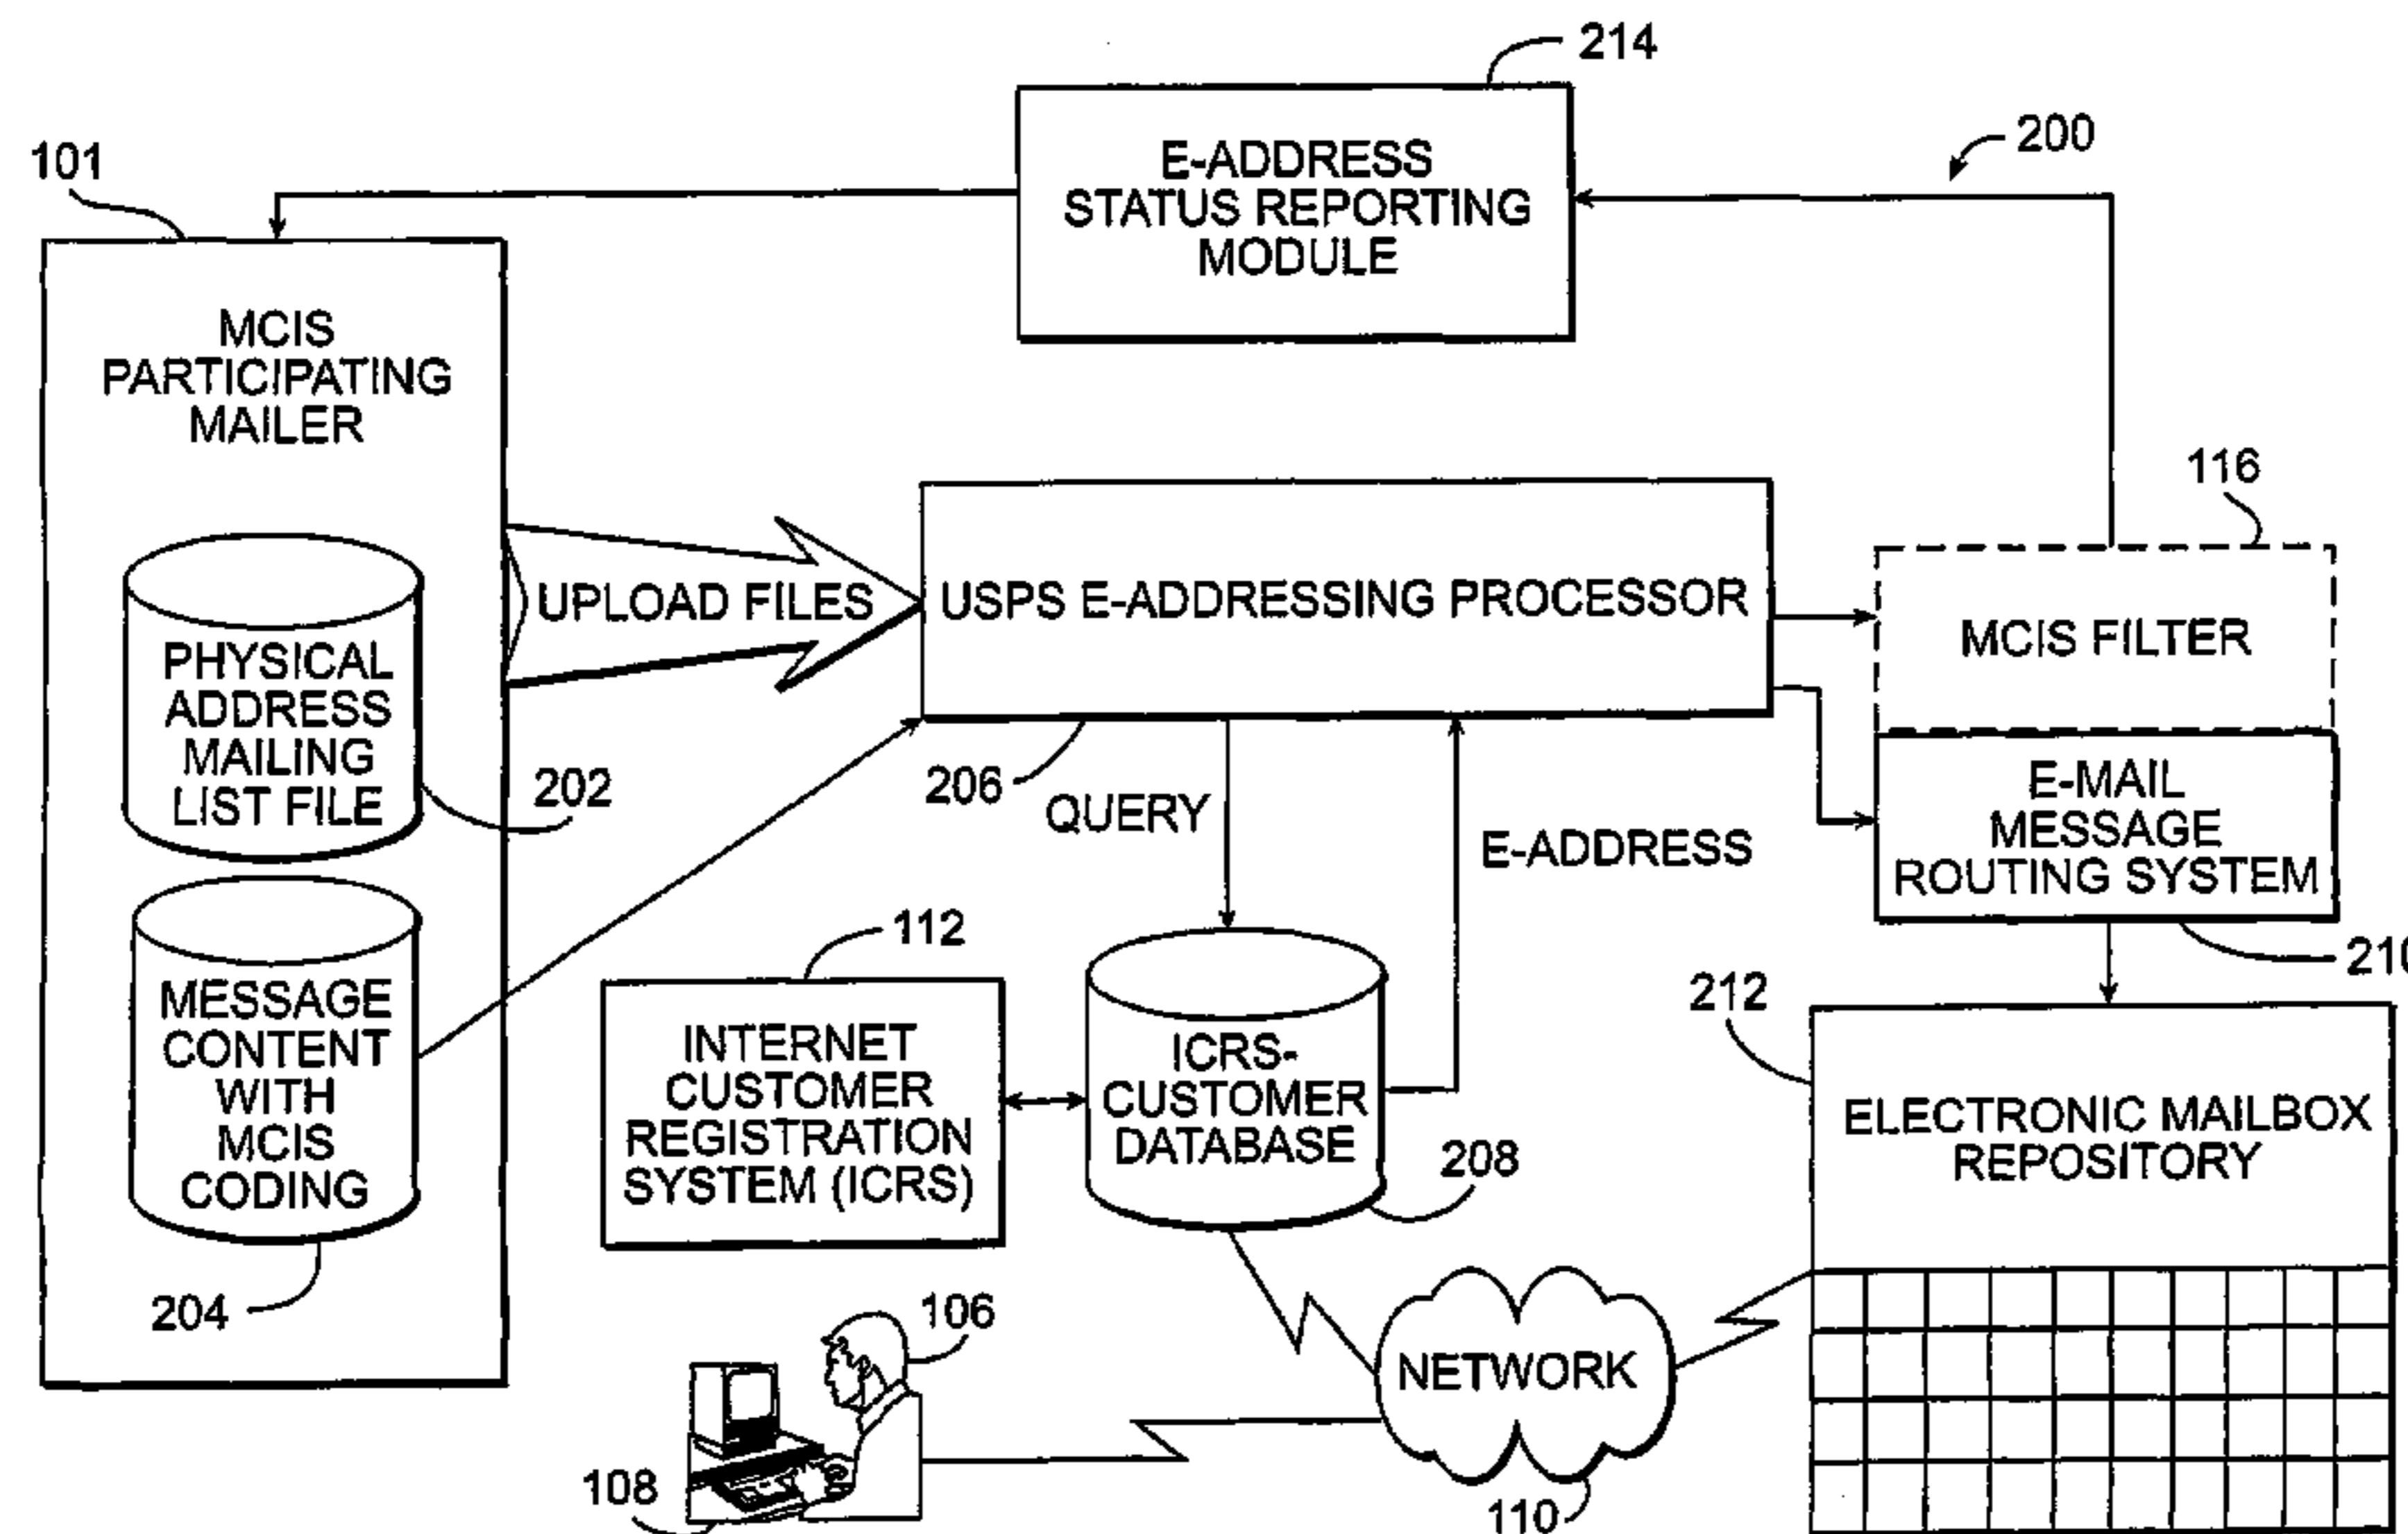 214
E-ADDRESS
STATUS REPORTING
MODULE
200
101
MCIS
PARTICIPATING
MAILER
116
UPLOAD FILES
USPS E-ADDRESSING PROCESSOR
MCIS FILTER
PHYSICAL
ADDRESS
MAILING
LIST FILE
202
206
QUERY
E-ADDRESS
E-MAIL
MESSAGE
ROUTING SYSTEM
210
112
212
MESSAGE
CONTENT
WITH
MCIS
CODING
204
INTERNET
CUSTOMER
REGISTRATION
SYSTEM (ICRS)
ICRS-
CUSTOMER
DATABASE
208
ELECTRONIC MAILBOX
REPOSITORY
106
NETWORK
108
110